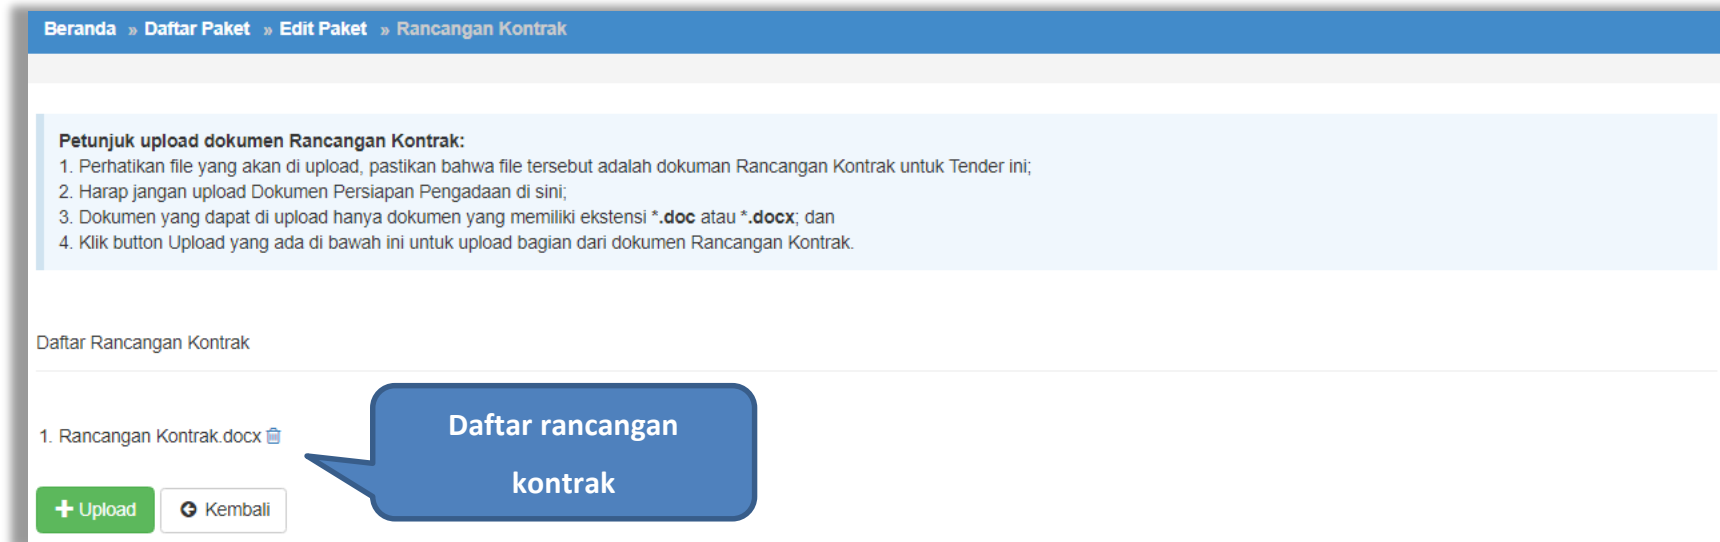 Beranda » Daftar Paket » Edit Paket » Rancangan Kontrak
Petunjuk upload dokumen Rancangan Kontrak:
1. Perhatikan file yang akan di upload, pastikan bahwa file tersebut adalah dokuman Rancangan Kontrak untuk Tender ini;
2. Harap jangan upload Dokumen Persiapan Pengadaan di sini;
3. Dokumen yang dapat di upload hanya dokumen yang memiliki ekstensi *.doc atau *.docx; dan
4. Klik button Upload yang ada di bawah ini untuk upload bagian dari dokumen Rancangan Kontrak.
Daftar Rancangan Kontrak
1. Rancangan Kontrak.docx
Daftar rancangan
kontrak
Upload Kembali